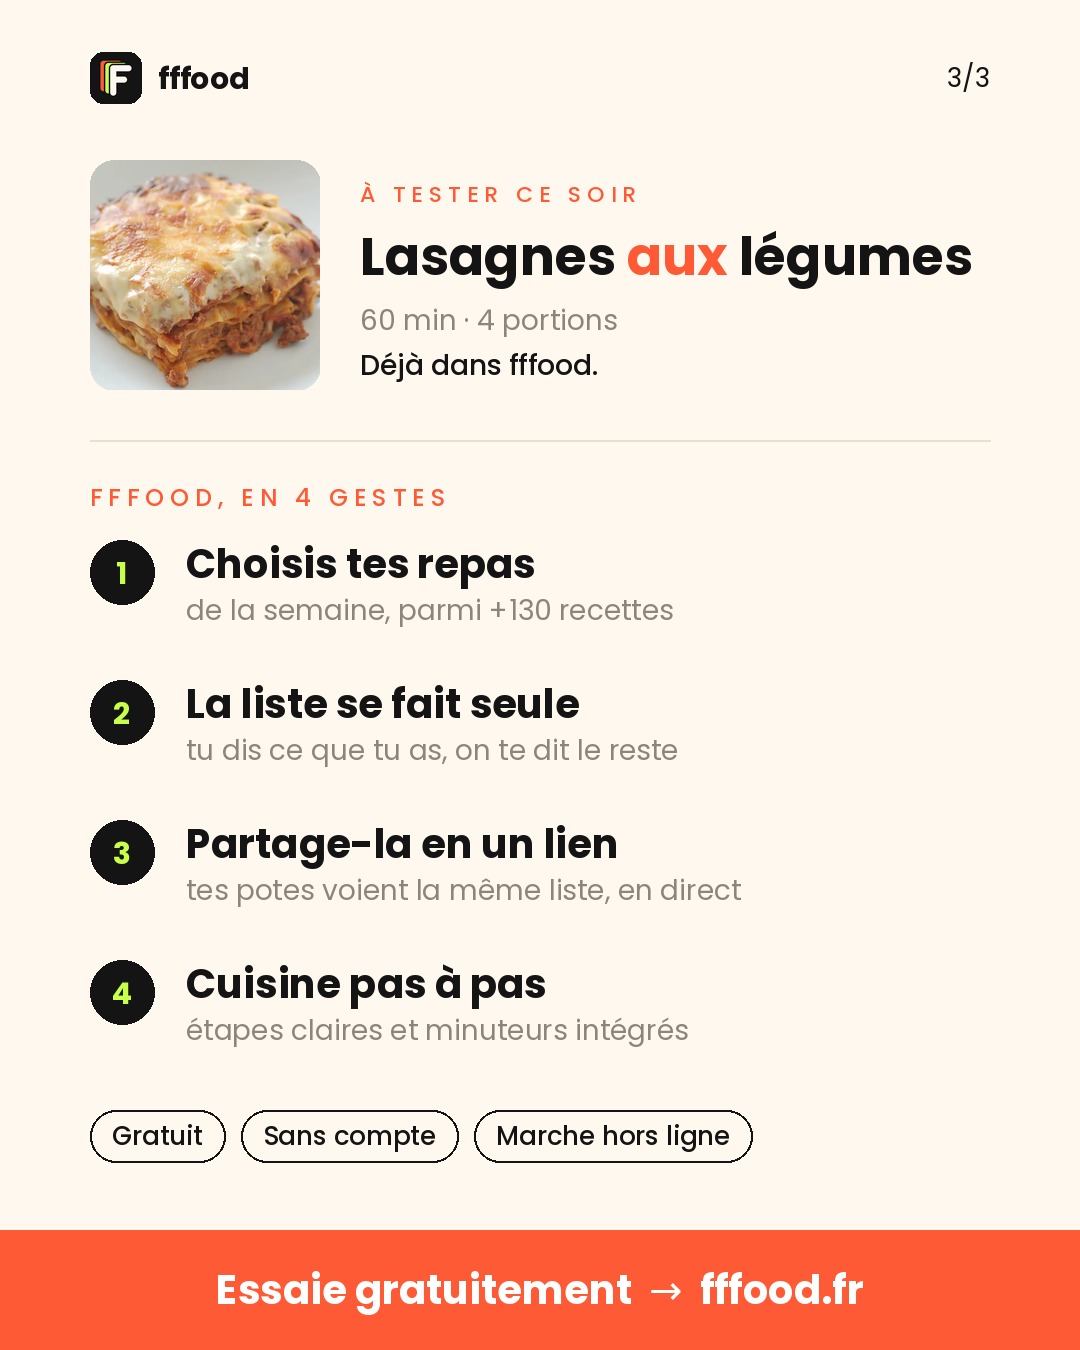 F fffood
3/3
À TESTER CE SOIR
Lasagnes aux légumes
60 min · 4 portions
Déjà dans fffood.
FFFOOD, EN 4 GESTES
1 Choisis tes repas
de la semaine, parmi +130 recettes
2 La liste se fait seule
tu dis ce que tu as, on te dit le reste
3 Partage-la en un lien
tes potes voient la même liste, en direct
4 Cuisine pas à pas
étapes claires et minuteurs intégrés
Gratuit Sans compte Marche hors ligne
Essaie gratuitement → fffood.fr